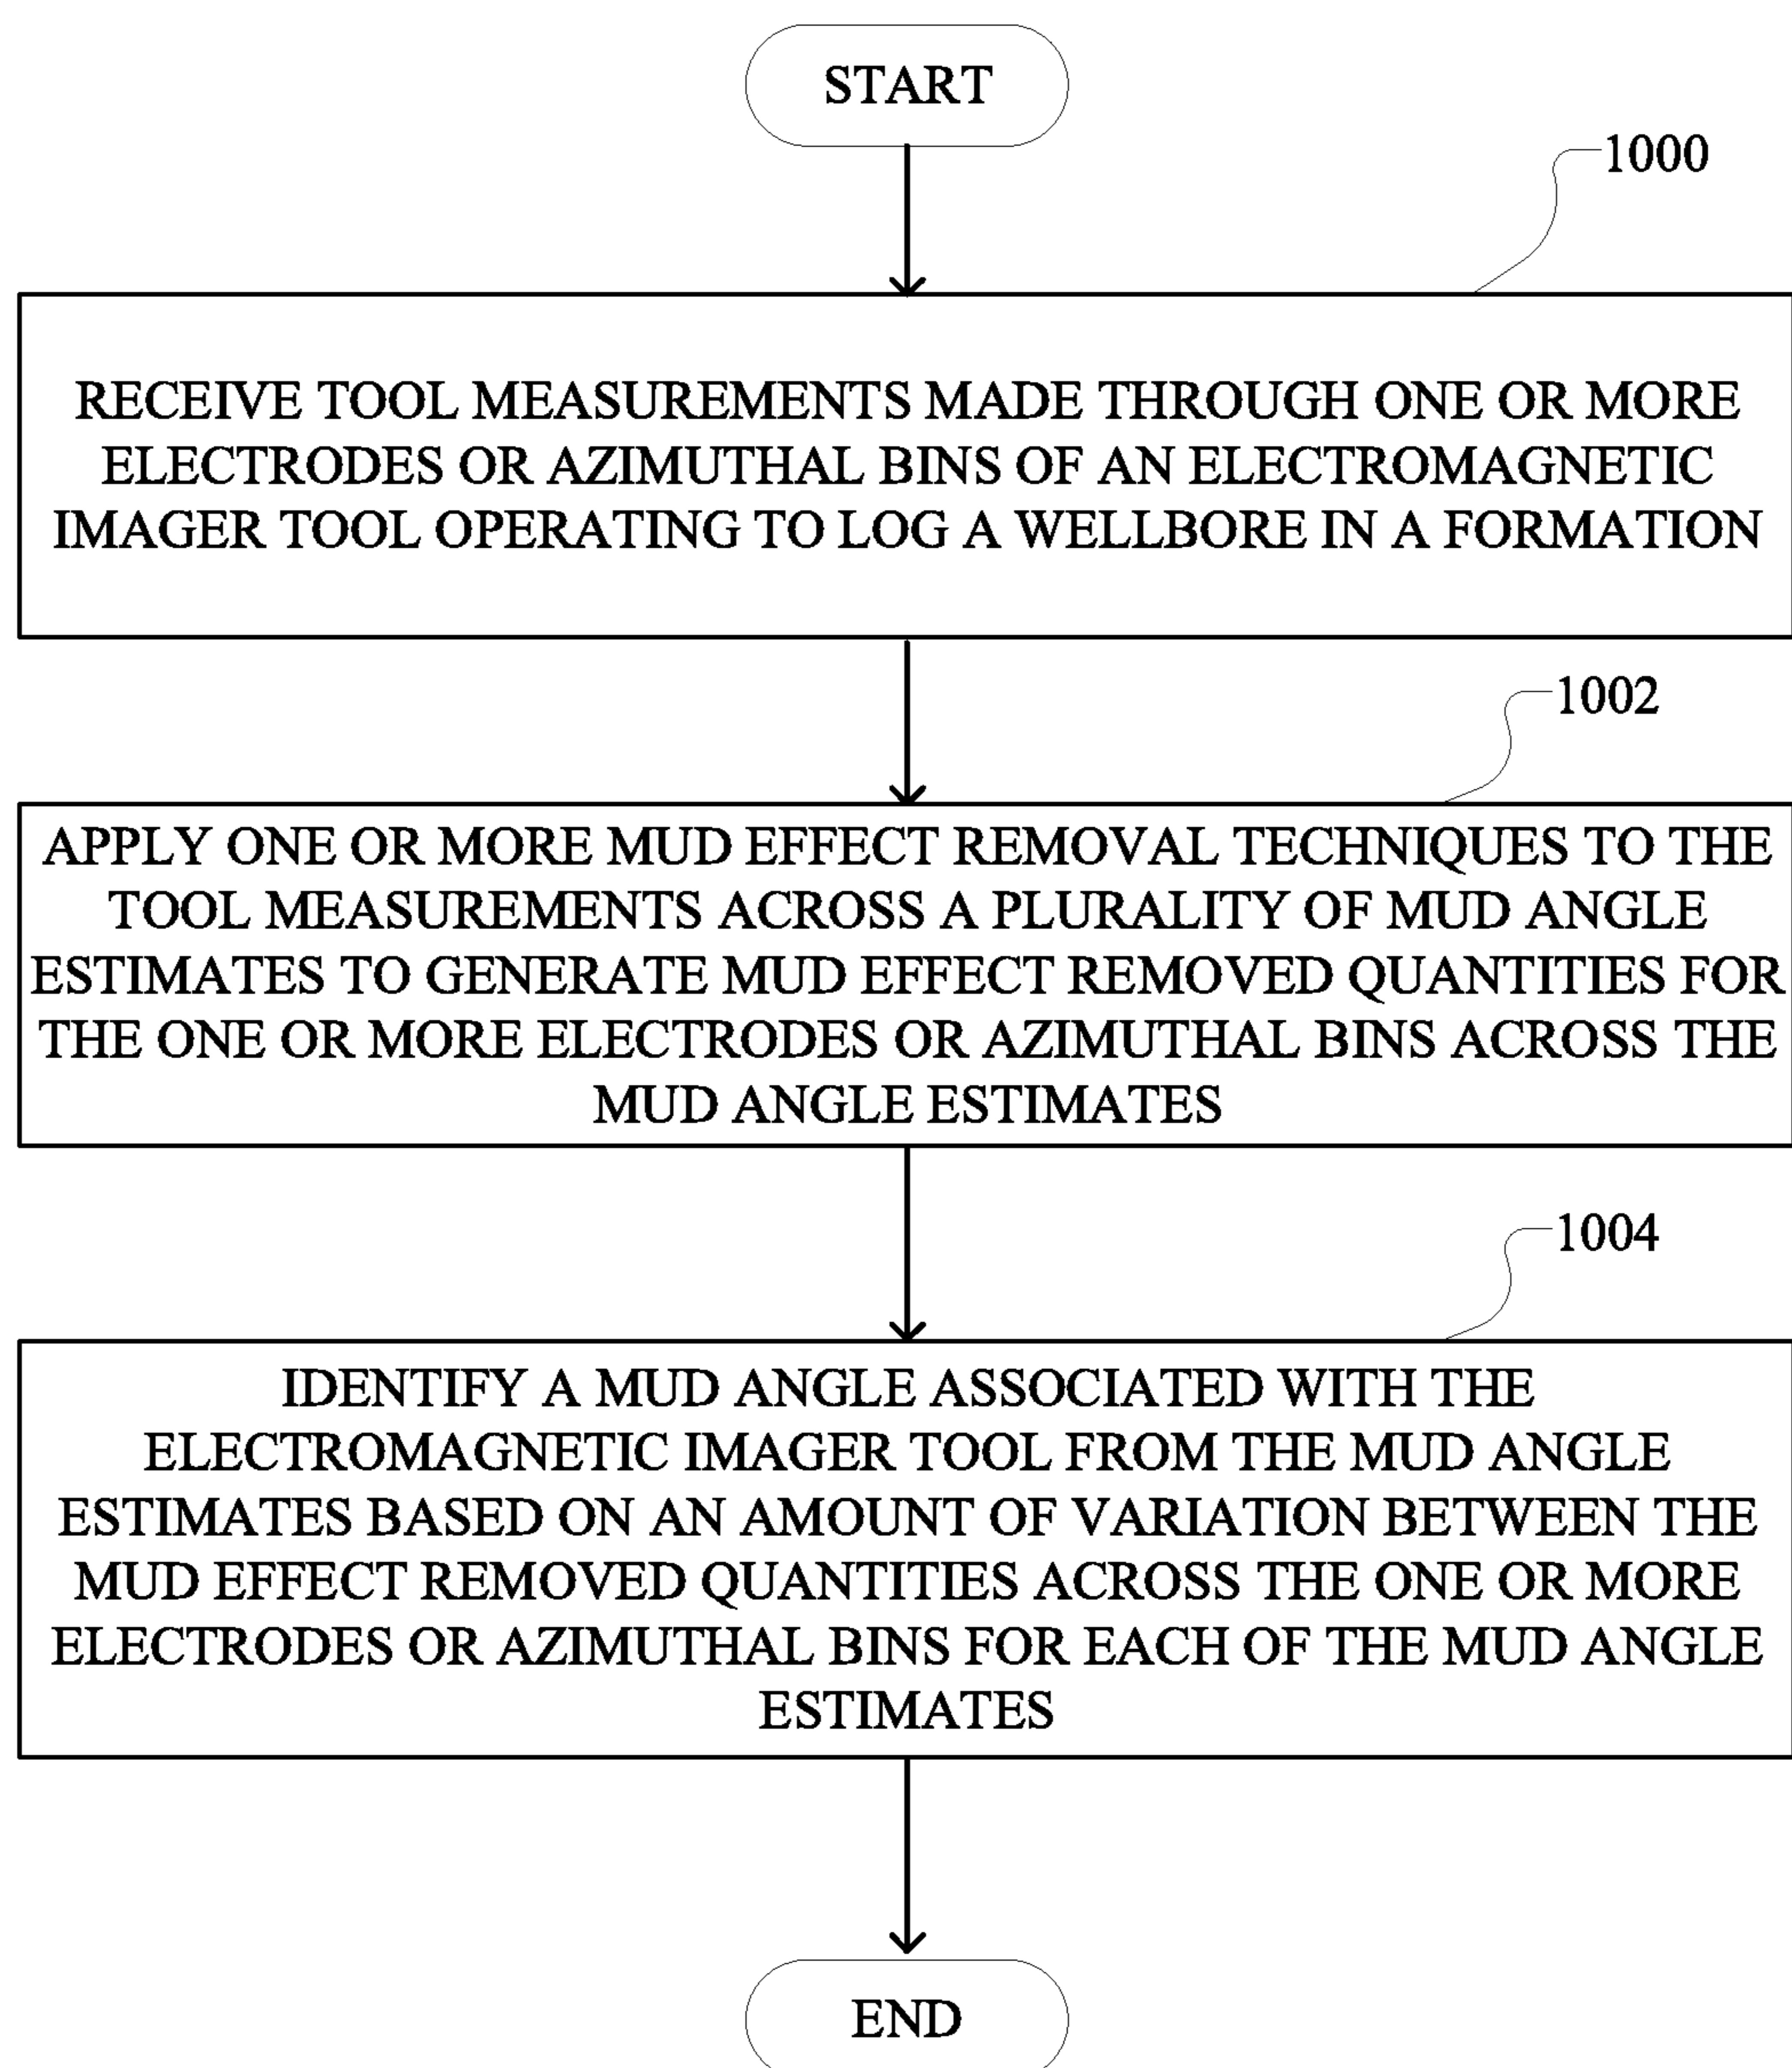 START
1000
RECEIVE TOOL MEASUREMENTS MADE THROUGH ONE OR MORE
ELECTRODES OR AZIMUTHAL BINS OF AN ELECTROMAGNETIC
IMAGER TOOL OPERATING TO LOG A WELLBORE IN A FORMATION
1002
APPLY ONE OR MORE MUD EFFECT REMOVAL TECHNIQUES TO THE
TOOL MEASUREMENTS ACROSS A PLURALITY OF MUD ANGLE
ESTIMATES TO GENERATE MUD EFFECT REMOVED QUANTITIES FOR
THE ONE OR MORE ELECTRODES OR AZIMUTHAL BINS ACROSS THE
MUD ANGLE ESTIMATES
1004
IDENTIFY A MUD ANGLE ASSOCIATED WITH THE
ELECTROMAGNETIC IMAGER TOOL FROM THE MUD ANGLE
ESTIMATES BASED ON AN AMOUNT OF VARIATION BETWEEN THE
MUD EFFECT REMOVED QUANTITIES ACROSS THE ONE OR MORE
ELECTRODES OR AZIMUTHAL BINS FOR EACH OF THE MUD ANGLE
ESTIMATES
END